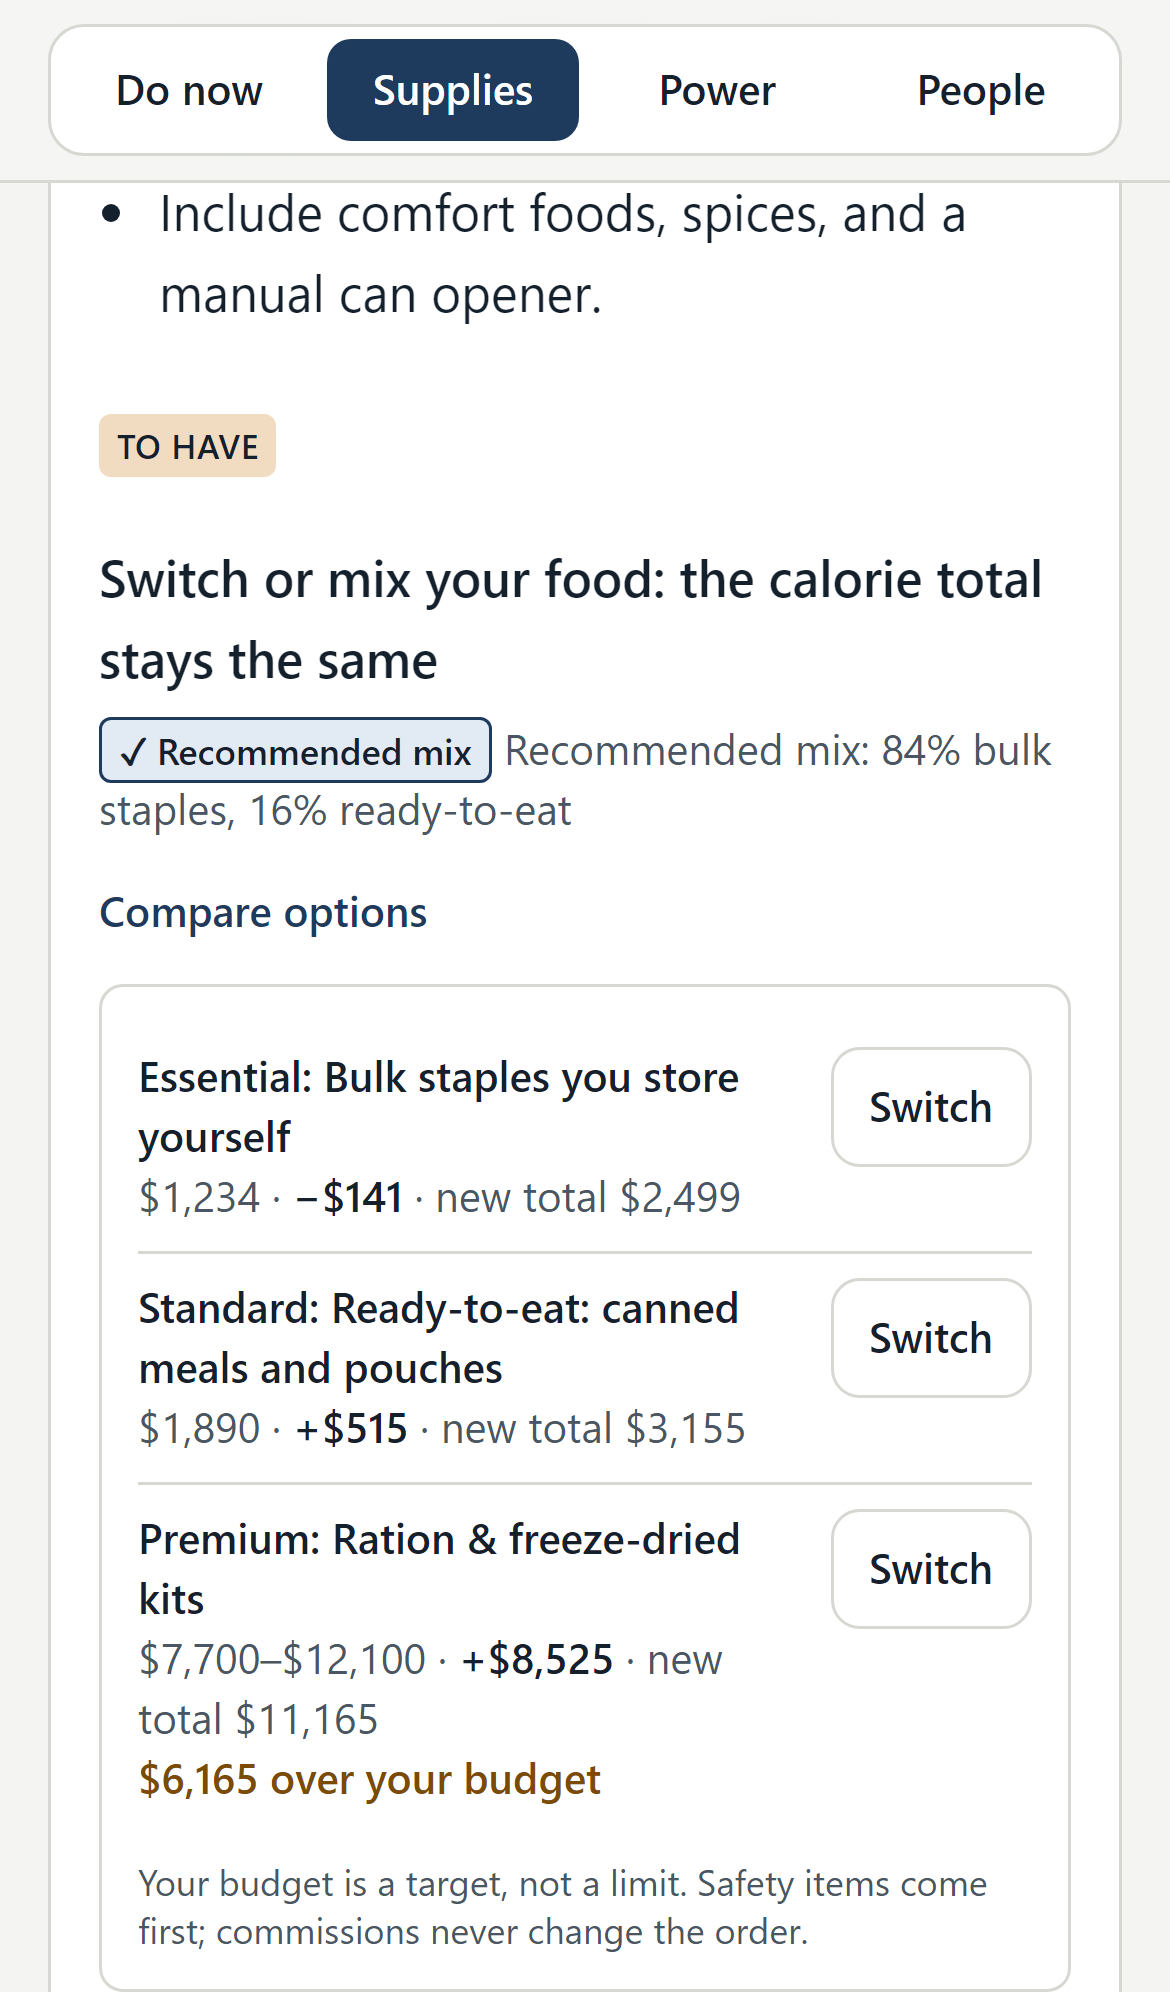 Do now
Supplies
Power
People
• Include comfort foods, spices, and a
manual can opener.
TO HAVE
Switch or mix your food: the calorie total
stays the same
✓ Recommended mix Recommended mix: 84% bulk
staples, 16% ready-to-eat
Compare options
Essential: Bulk staples you store
yourself
$1,234 · −$141 · new total $2,499
Switch
Standard: Ready-to-eat: canned
meals and pouches
$1,890 · +$515 · new total $3,155
Switch
Premium: Ration & freeze-dried
kits
$7,700–$12,100 · +$8,525 · new
total $11,165
$6,165 over your budget
Switch
Your budget is a target, not a limit. Safety items come
first; commissions never change the order.